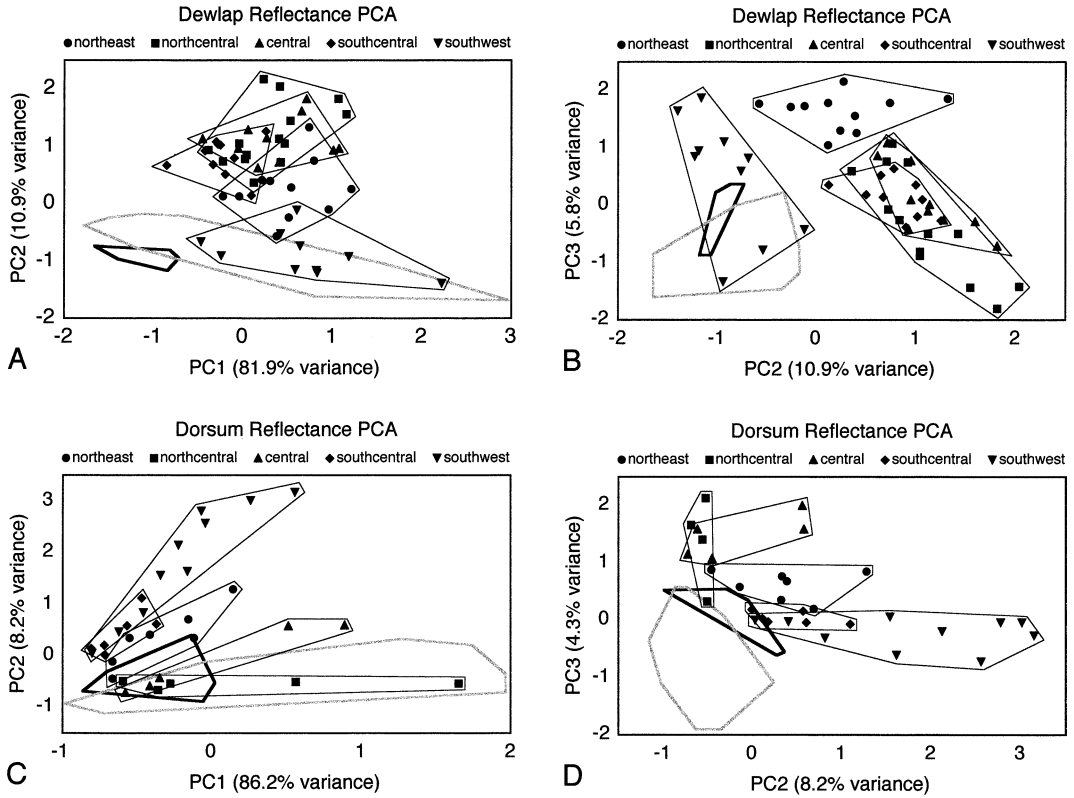 Dewlap Reflectance PCA
northeast northcentral central southcentral southwest
PC2 (10.9% variance)
2
1
0
-1
-2
-2 -1 0 1 2 3
PC1 (81.9% variance)
A
Dewlap Reflectance PCA
northeast northcentral central southcentral southwest
PC3 (5.8% variance)
2
1
0
-1
-2
-2 -1 0 1 2
PC2 (10.9% variance)
B
Dorsum Reflectance PCA
northeast northcentral central southcentral southwest
PC2 (8.2% variance)
3
2
1
0
-1
-1 0 1 2
PC1 (86.2% variance)
C
Dorsum Reflectance PCA
northeast northcentral central southcentral southwest
PC3 (4.3% variance)
2
1
0
-1
-2
-1 0 1 2 3
PC2 (8.2% variance)
D